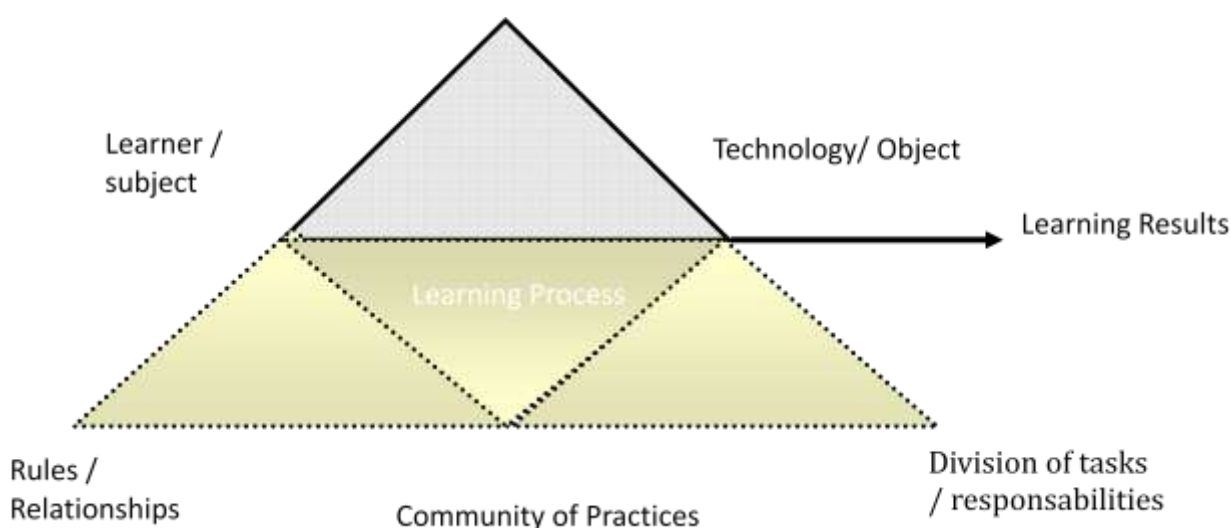 Learner /
subject
Technology/ Object
Learning Results
Learning Process
Rules /
Relationships
Community of Practices
Division of tasks
/ responsabilities